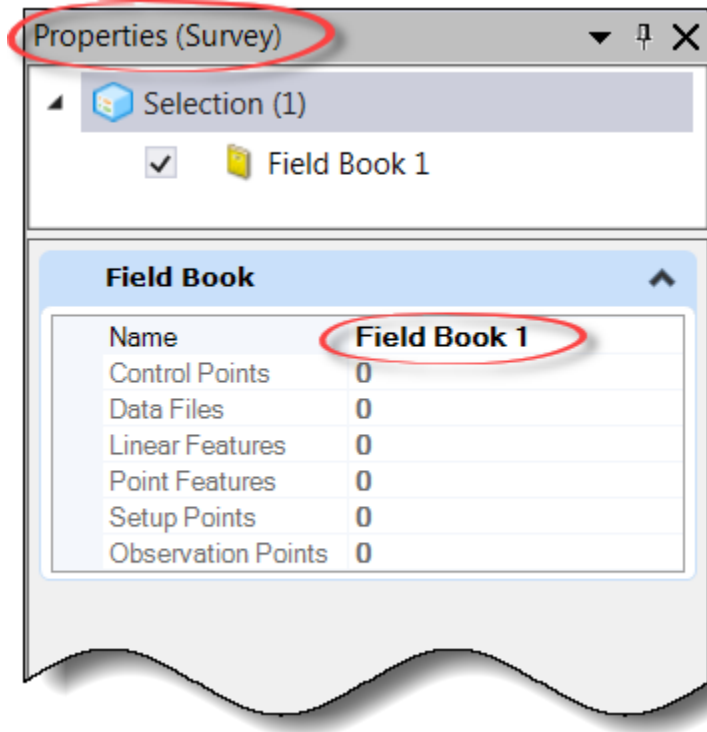 Properties (Survey)
Selection (1)
Field Book 1
Field Book
Name Field Book 1
Control Points 0
Data Files 0
Linear Features 0
Point Features 0
Setup Points 0
Observation Points 0